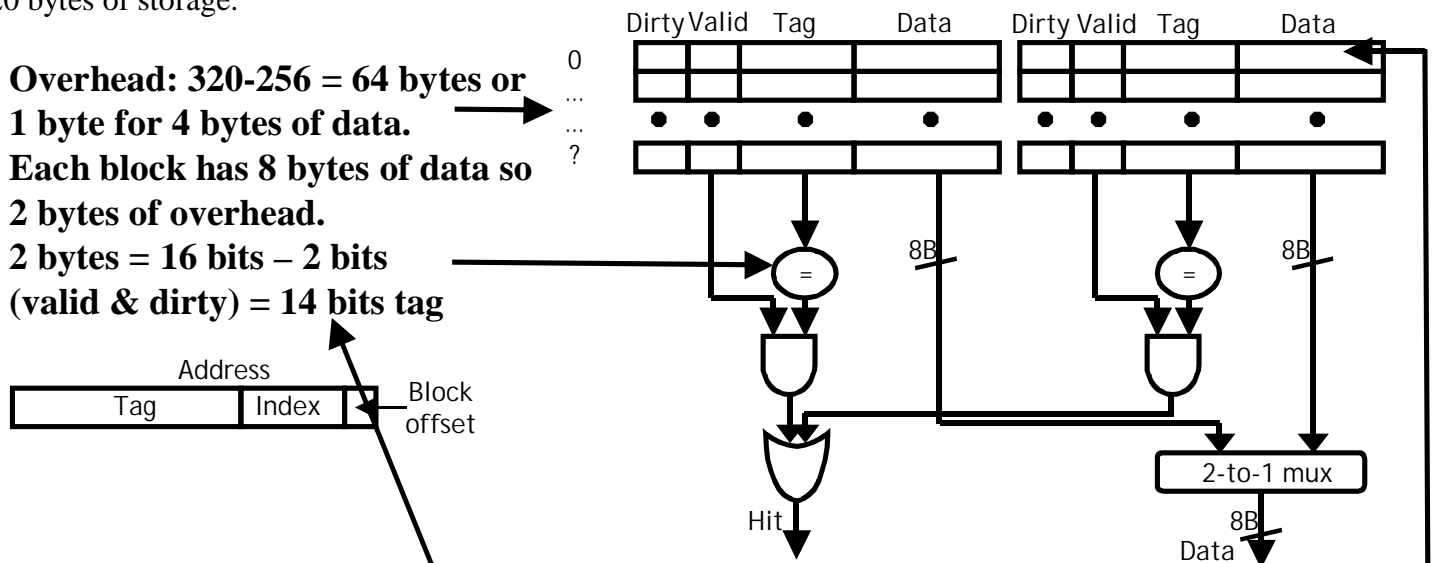 bytes of storage.
Dirty Valid Tag Data Dirty Valid Tag Data
Overhead: 320-256 = 64 bytes or
1 byte for 4 bytes of data.
Each block has 8 bytes of data so
2 bytes of overhead.
2 bytes = 16 bits – 2 bits
(valid & dirty) = 14 bits tag
0
...
...
?
8B
8B
=
=
Address
Tag Index
Block
offset
2-to-1 mux
Hit
8B
Data